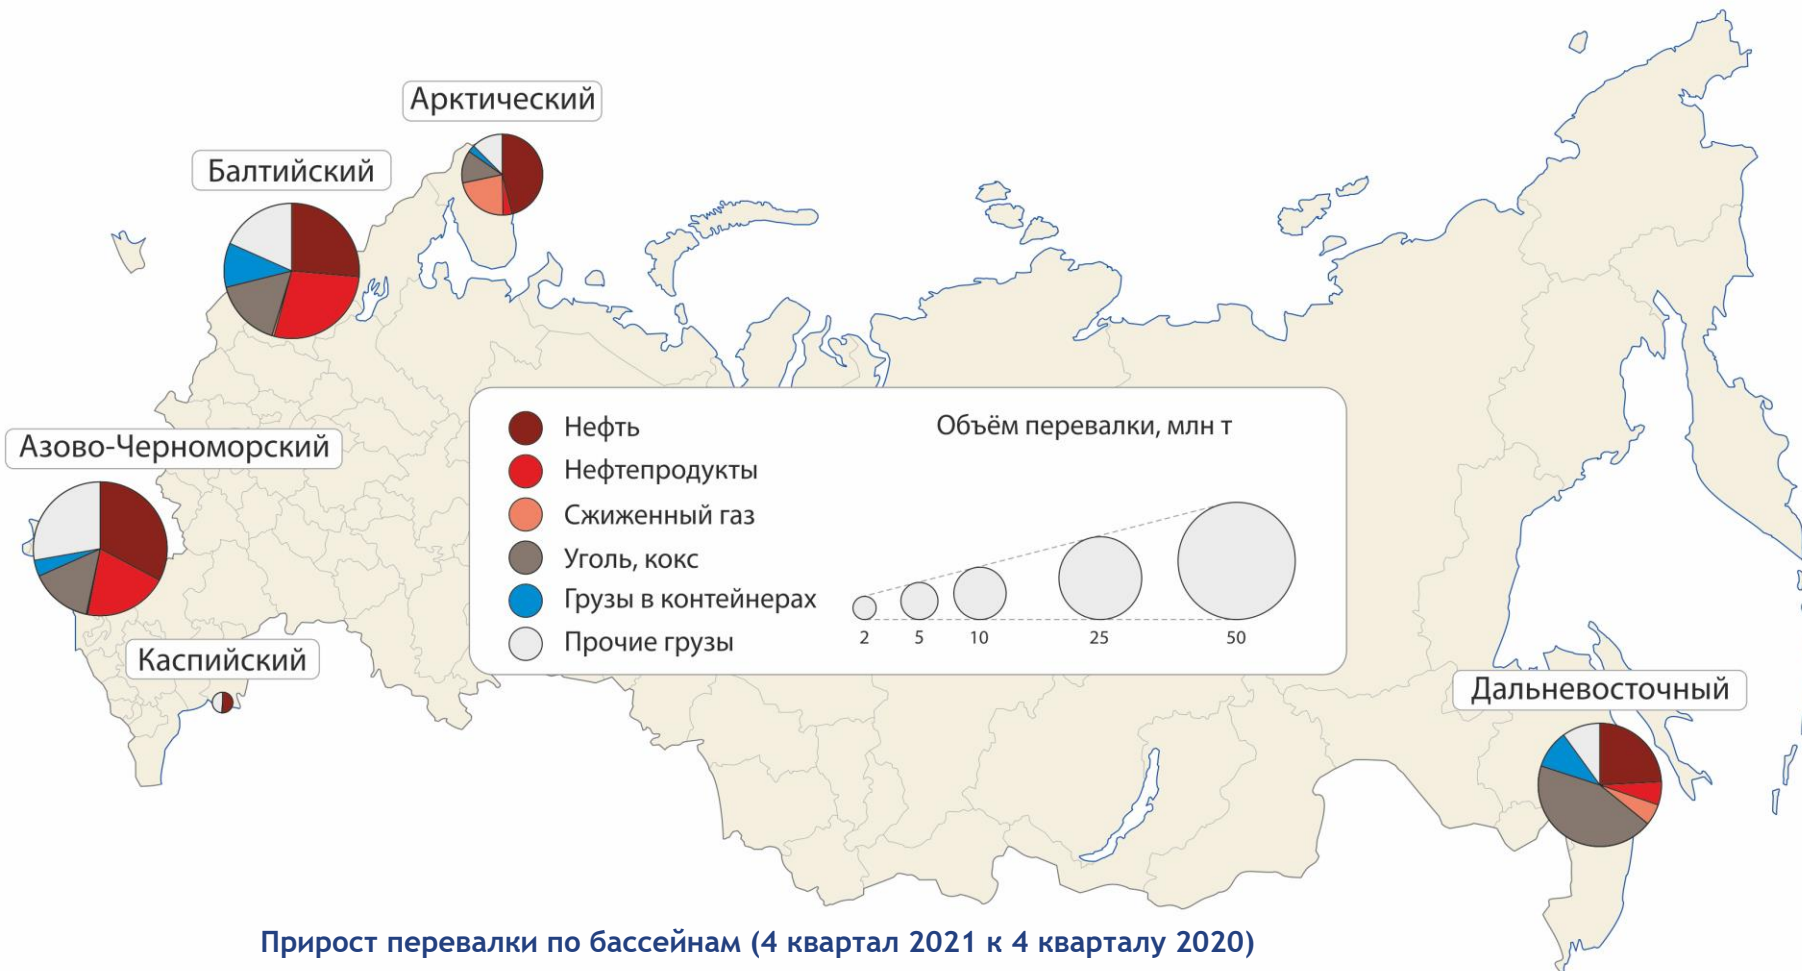 Арктический
Балтийский
Азово-Черноморский
Каспийский
Дальневосточный
Нефть
Нефтепродукты
Сжиженный газ
Уголь, кокс
Грузы в контейнерах
Прочие грузы
Объём перевалки, млн т
2 5 10 25 50
Прирост перевалки по бассейнам (4 квартал 2021 к 4 кварталу 2020)